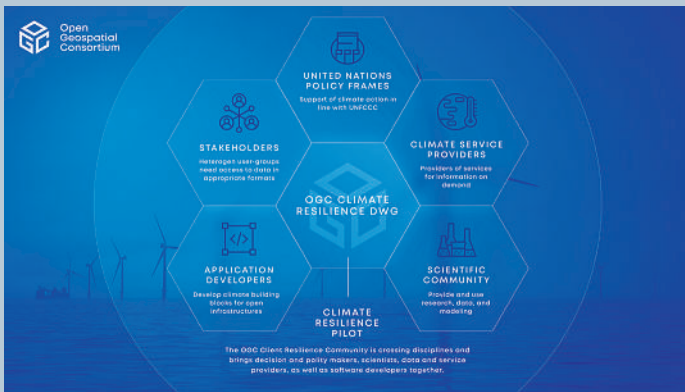 Open
Geospatial
Consortium
UNITED NATIONS
POLICY FRAMES
Support of climate action in
line with UNFCCC
STAKEHOLDERS
Heterogen user-groups
need access to data in
appropriate formats
CLIMATE SERVICE
PROVIDERS
Providers of services
for information on
demand
OGC CLIMATE
RESILIENCE DWG
APPLICATION
DEVELOPERS
Develop climate building
blocks for open
infrastructures
SCIENTIFIC
COMMUNITY
Provide and use
research, data, and
modeling
CLIMATE
RESILIENCE
PILOT
The OGC Client Resilience Community is crossing disciplines and
brings decision and policy makers, scientists, data and service
providers, as well as software developers together.